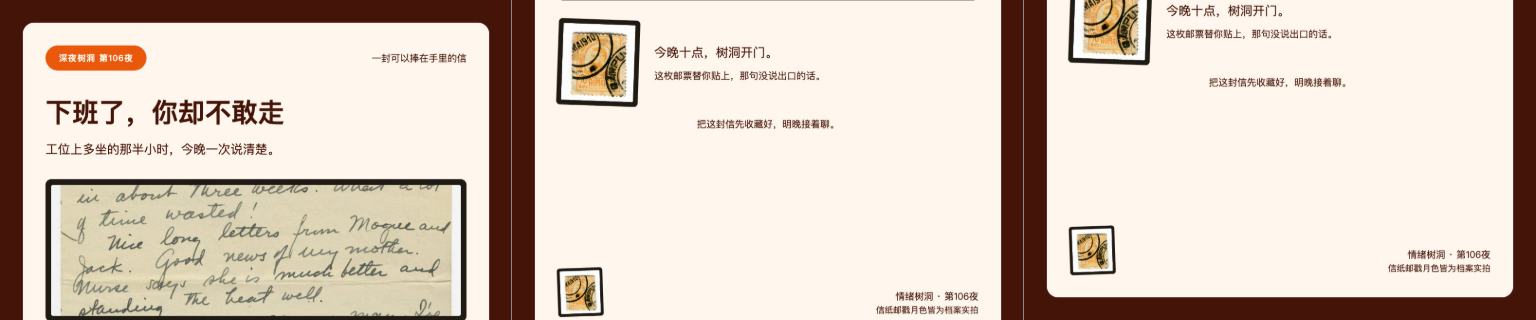 深夜树洞 第106夜
一封可以捧在手里的信
下班了，你却不敢走
工位上多坐的那半小时，今晚一次说清楚。
in about three weeks. What a lot
of time wasted!
Nice long letters from Mogue and
Jack. Good news of my mother.
Nurse says she is much better and
standing the heat well.
今晚十点，树洞开门。
这枚邮票替你贴上，那句没说出口的话。
把这封信先收藏好，明晚接着聊。
情绪树洞 · 第106夜
信纸邮戳月色皆为档案实拍
今晚十点，树洞开门。
这枚邮票替你贴上，那句没说出口的话。
把这封信先收藏好，明晚接着聊。
情绪树洞 · 第106夜
信纸邮戳月色皆为档案实拍